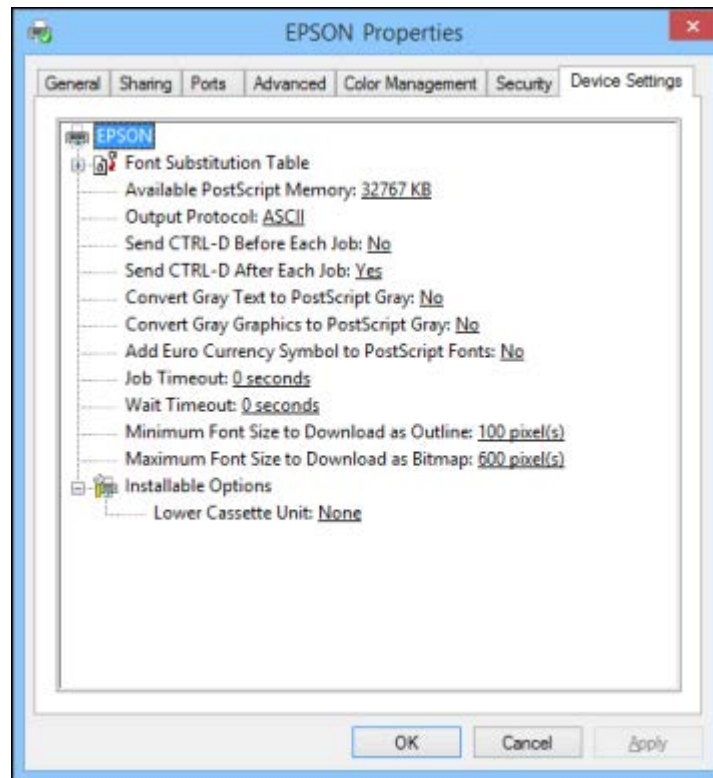 EPSON Properties
General Sharing Ports Advanced Color Management Security Device Settings
EPSON
Font Substitution Table
Available PostScript Memory: 32767 KB
Output Protocol: ASCII
Send CTRL-D Before Each Job: No
Send CTRL-D After Each Job: Yes
Convert Gray Text to PostScript Gray: No
Convert Gray Graphics to PostScript Gray: No
Add Euro Currency Symbol to PostScript Fonts: No
Job Timeout: 0 seconds
Wait Timeout: 0 seconds
Minimum Font Size to Download as Outline: 100 pixel(s)
Maximum Font Size to Download as Bitmap: 600 pixel(s)
Installable Options
Lower Cassette Unit: None
OK Cancel Apply